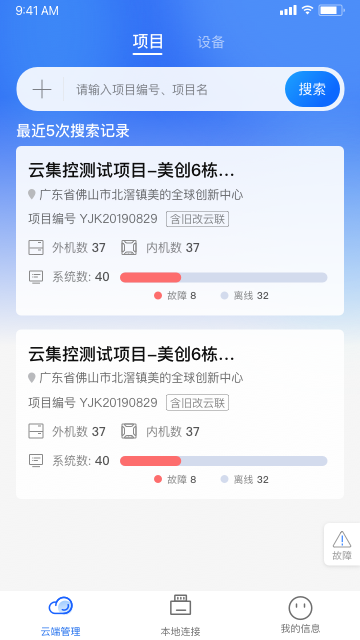 9:41 AM
项目
设备
请输入项目编号、项目名
搜索
最近5次搜索记录
云集控测试项目-美创6栋...
广东省佛山市北滘镇美的全球创新中心
项目编号 YJK20190829 含旧改云联
外机数 37 内机数 37
系统数: 40
故障 8 离线 32
云集控测试项目-美创6栋...
广东省佛山市北滘镇美的全球创新中心
项目编号 YJK20190829 含旧改云联
外机数 37 内机数 37
系统数: 40
故障 8 离线 32
故障
云端管理
本地连接
我的信息